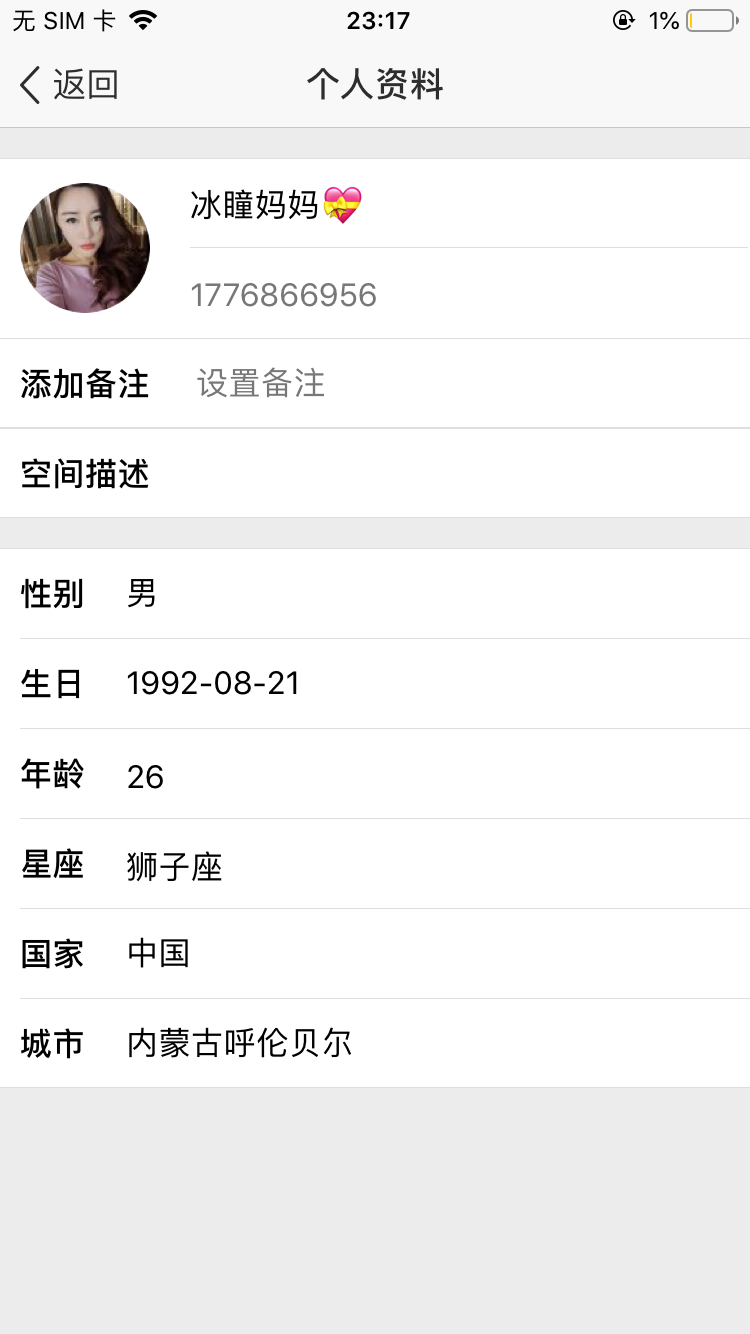 无 SIM 卡 23:17 1%
返回 个人资料
冰瞳妈妈💝
1776866956
添加备注 设置备注
空间描述
性别 男
生日 1992-08-21
年龄 26
星座 狮子座
国家 中国
城市 内蒙古呼伦贝尔